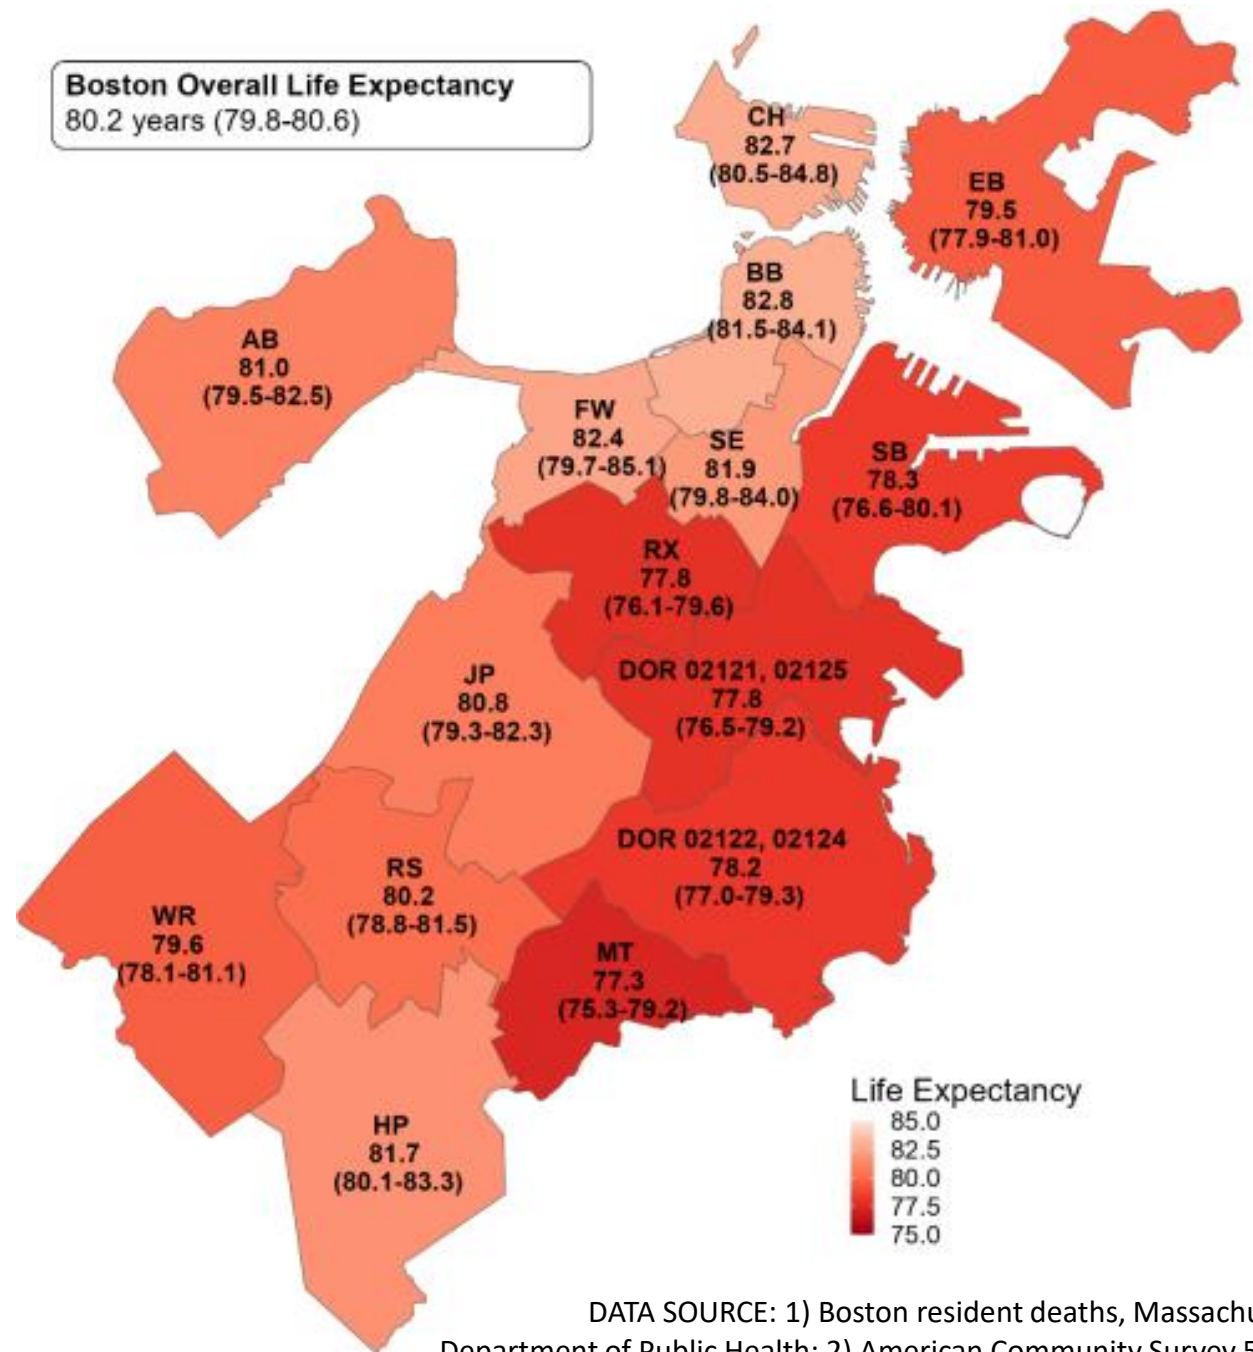 Boston Overall Life Expectancy
80.2 years (79.8-80.6)
CH
82.7
(80.5-84.8)
EB
79.5
(77.9-81.0)
BB
82.8
(81.5-84.1)
AB
81.0
(79.5-82.5)
FW
82.4
(79.7-85.1)
SE
81.9
(79.8-84.0)
SB
78.3
(76.6-80.1)
RX
77.8
(76.1-79.6)
DOR 02121, 02125
77.8
(76.5-79.2)
JP
80.8
(79.3-82.3)
DOR 02122, 02124
78.2
(77.0-79.3)
RS
80.2
(78.8-81.5)
WR
79.6
(78.1-81.1)
MT
77.3
(75.3-79.2)
HP
81.7
(80.1-83.3)
Life Expectancy
85.0
82.5
80.0
77.5
75.0
DATA SOURCE: 1) Boston resident deaths, Massachu
Department of Public Health; 2) American Community Survey 5